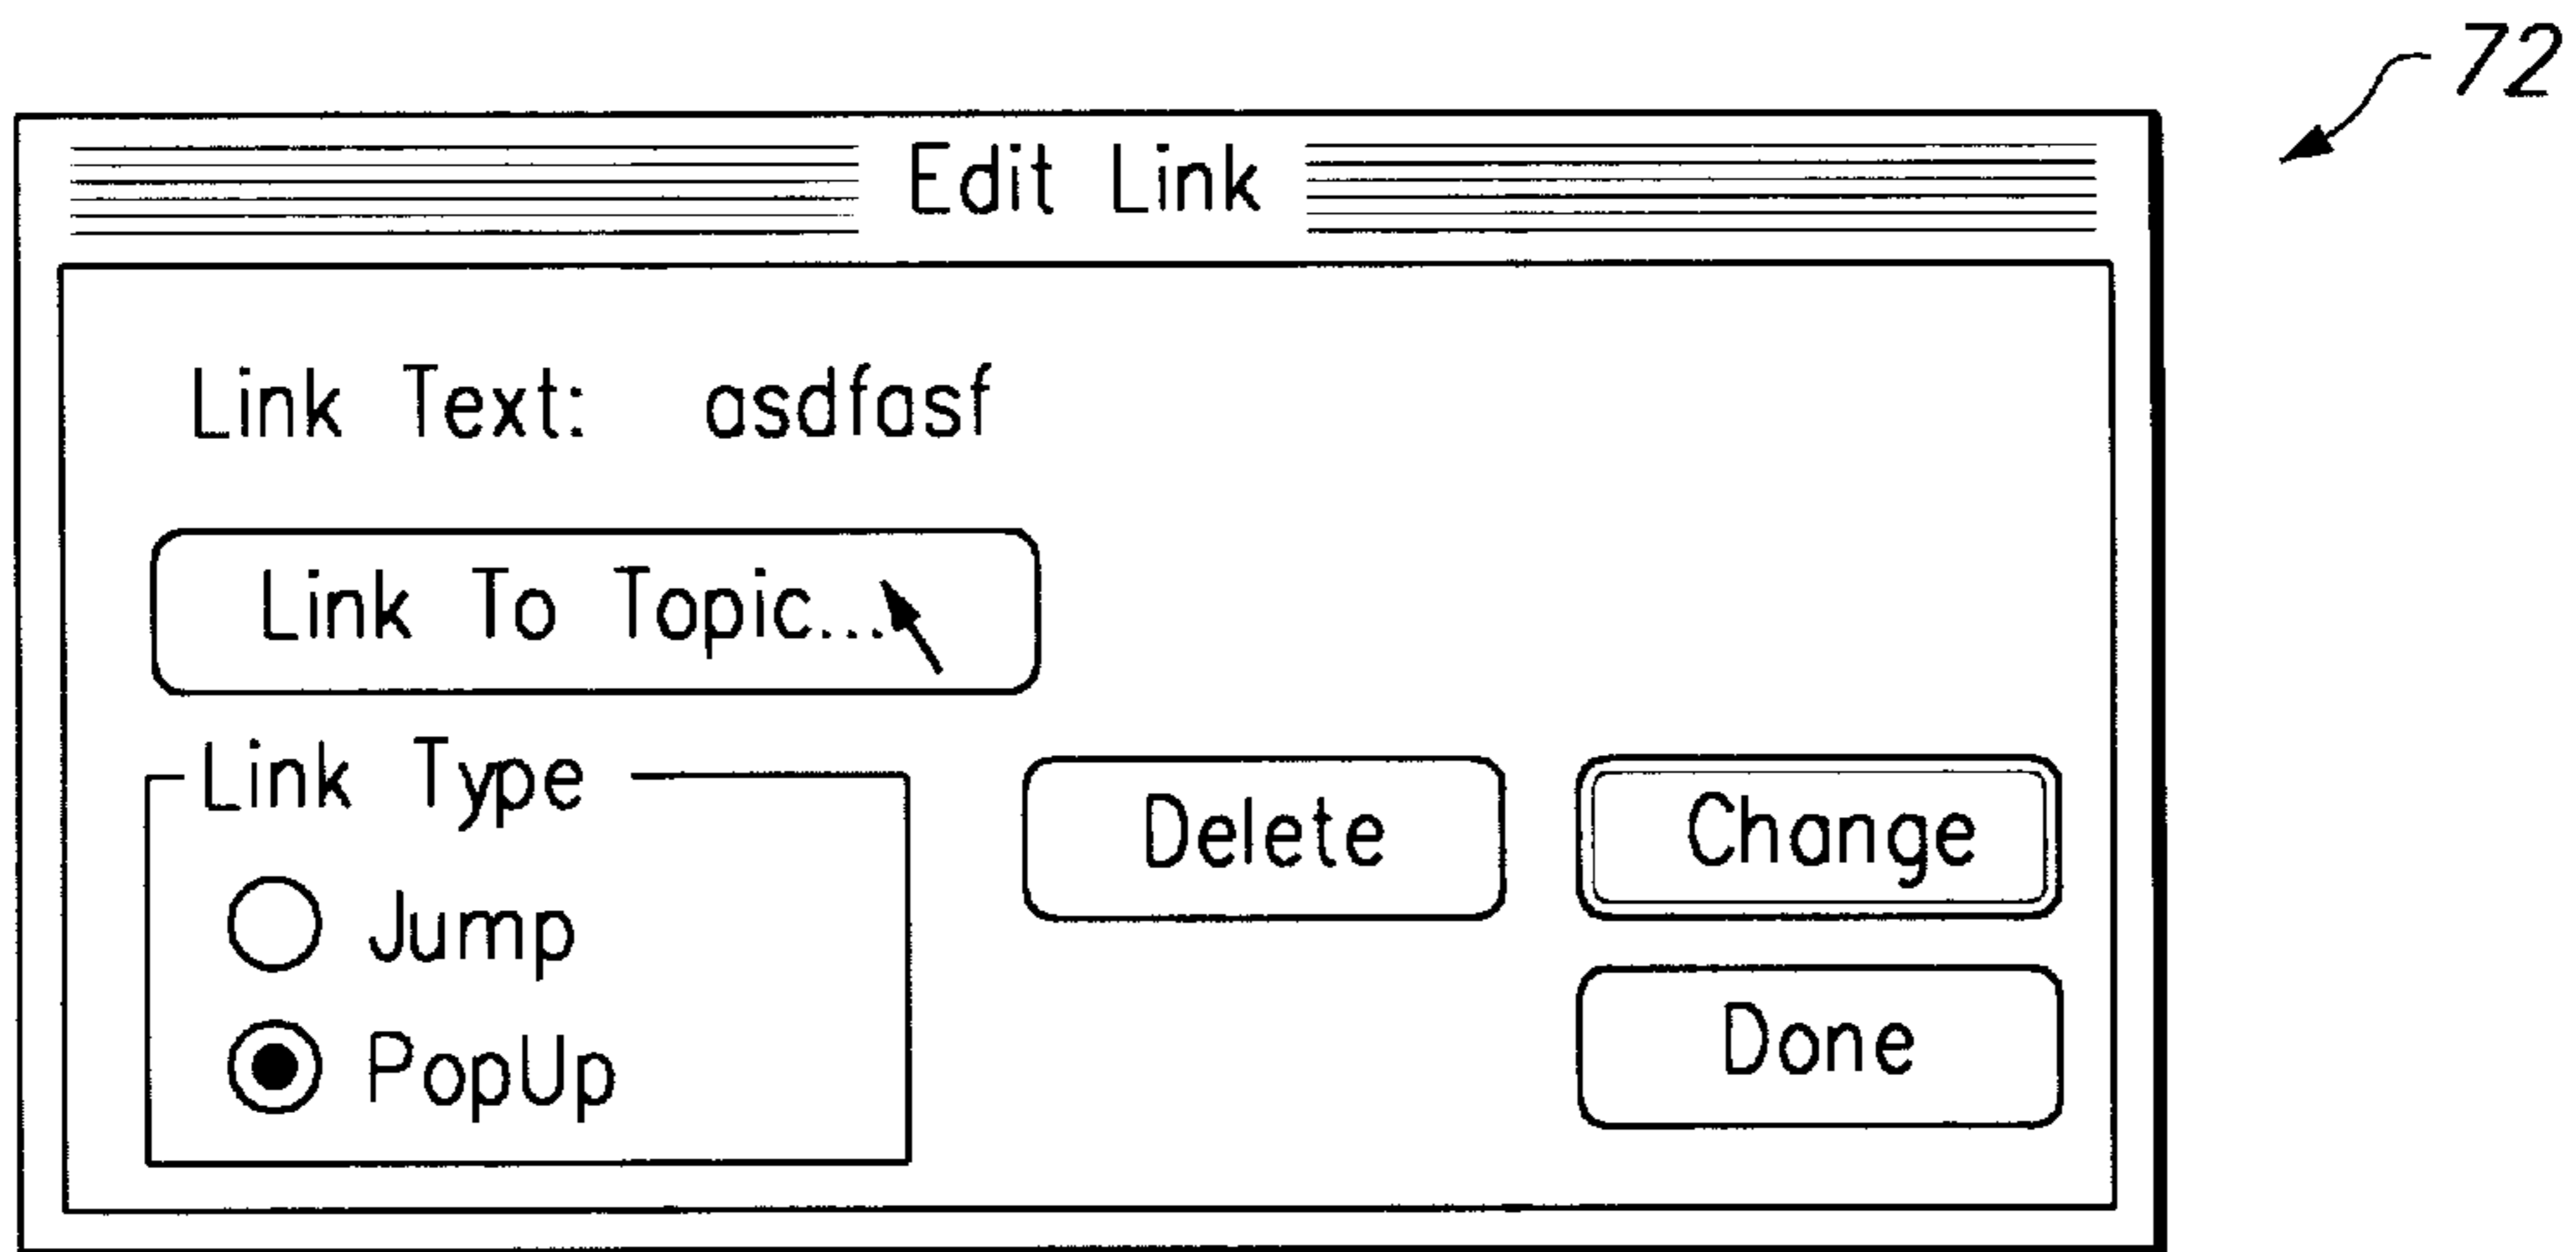 72
Edit Link
Link Text: asdfasf
Link To Topic...
Link Type
Jump
PopUp
Delete
Change
Done